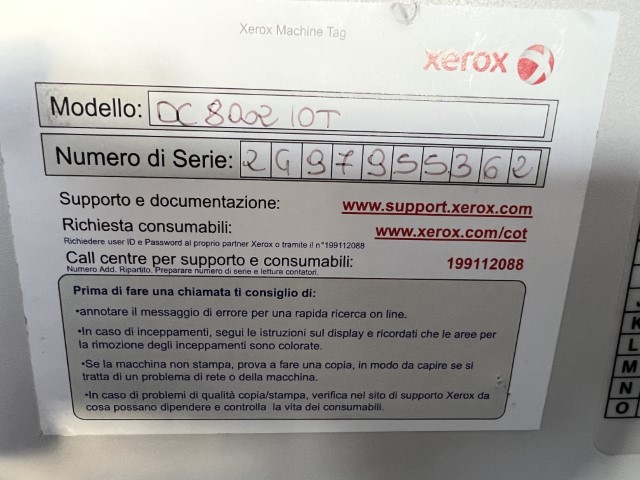 Xerox Machine Tag
xerox
Modello: DC 8002 IOT
Numero di Serie: 2G97955362
Supporto e documentazione: www.support.xerox.com
Richiesta consumabili: www.xerox.com/cot
Richiedere user ID e Password al proprio partner Xerox o tramite il n°199112088
Call centre per supporto e consumabili: 199112088
Numero Add. Ripartito. Preparare numero di serie e lettura contatori.
Prima di fare una chiamata ti consiglio di:
•annotare il messaggio di errore per una rapida ricerca on line.
•In caso di inceppamenti, segui le istruzioni sul display e ricordati che le aree per
la rimozione degli inceppamenti sono colorate.
•Se la macchina non stampa, prova a fare una copia, in modo da capire se si
tratta di un problema di rete o della macchina.
•In caso di problemi di qualità copia/stampa, verifica nel sito di supporto Xerox da
cosa possano dipendere e controlla la vita dei consumabili.
K
L
M
N
O